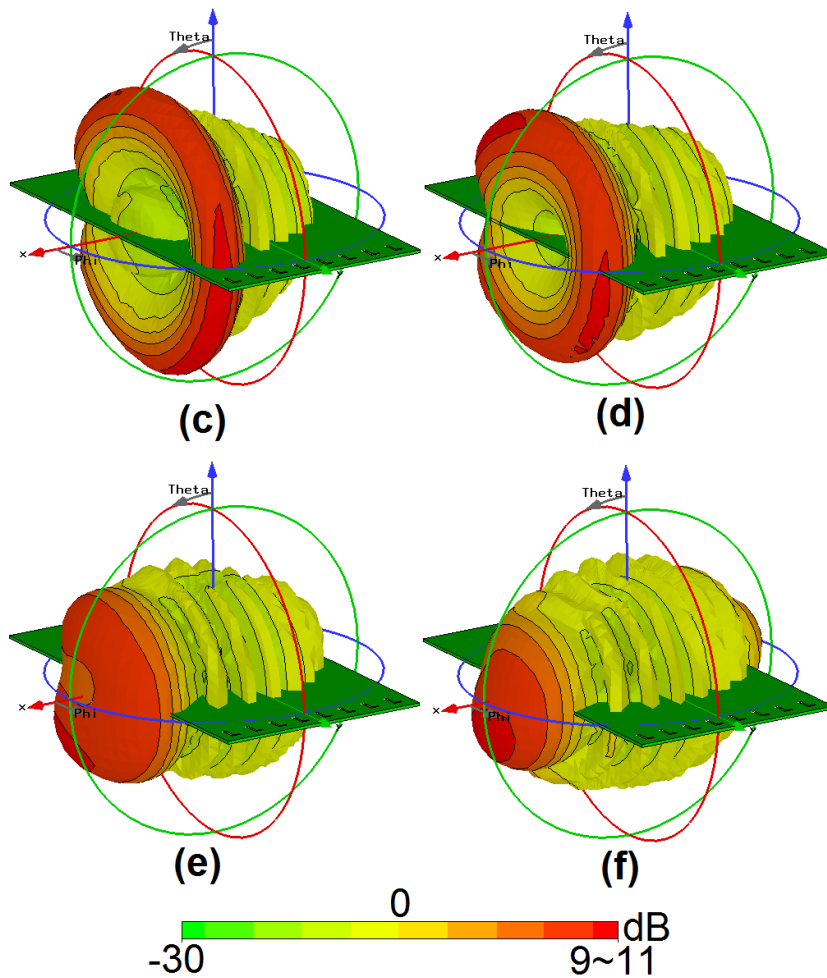 Theta
Theta
x
Phi
Y
x
Phi
Y
(c)
(d)
Theta
Theta
x
Phi
Y
x
Phi
Y
(e)
(f)
0
dB
-30
9~11